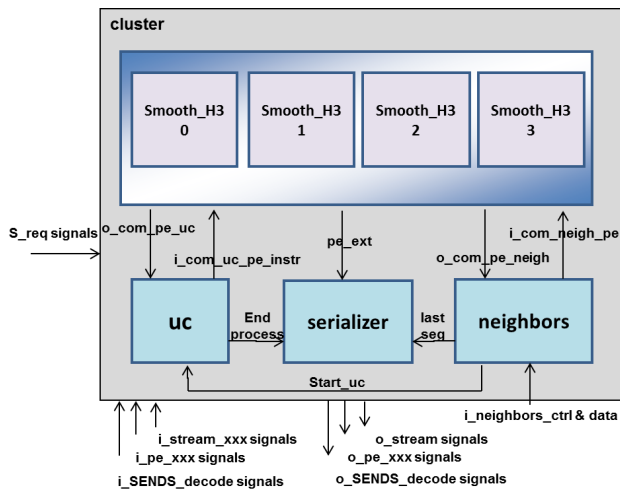 cluster
Smooth_H3
0
Smooth_H3
1
Smooth_H3
2
Smooth_H3
3
S_req signals
o_com_pe_uc
i_com_uc_pe_instr
pe_ext
i_com_neigh_pe
o_com_pe_neigh
uc
End
process
serializer
last
seq
neighbors
Start_uc
i_neighbors_ctrl & data
i_stream_xxx signals
i_pe_xxx signals
i_SENDS_decode signals
o_stream signals
o_pe_xxx signals
o_SENDS_decode signals